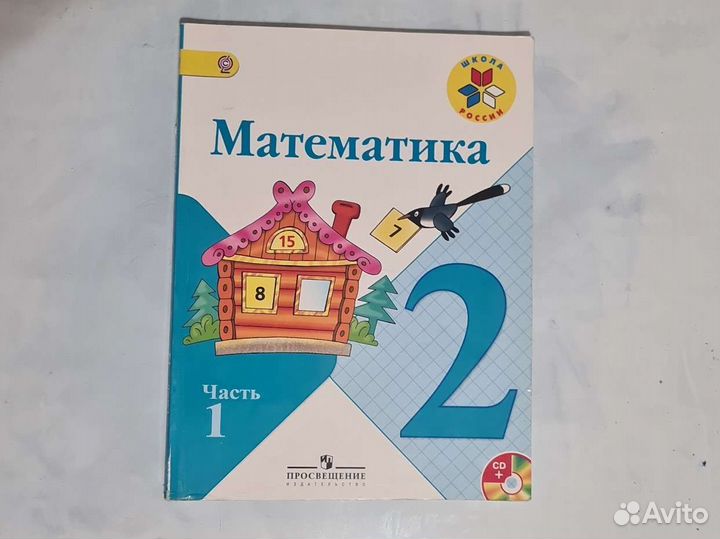 ШКОЛА
РОССИИ
Математика
15
7
8
2
Часть
1
CD
+
ПРОСВЕЩЕНИЕ
ИЗДАТЕЛЬСТВО
Avito